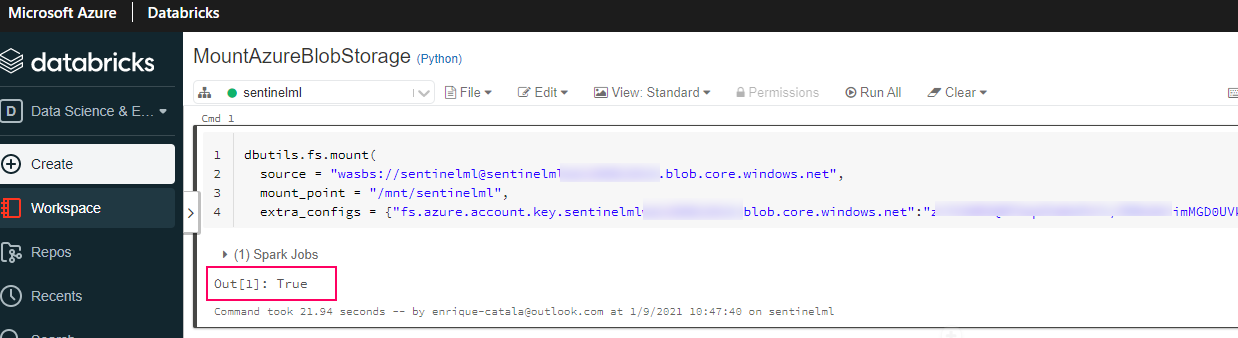 Microsoft Azure Databricks
databricks
MountAzureBlobStorage (Python)
D Data Science & E...
sentinelml File Edit View: Standard Permissions Run All Clear
Cmd 1
Create
Workspace
Repos
Recents
1 dbutils.fs.mount(
2 source = "wasbs://sentinelml@sentinelml .blob.core.windows.net",
3 mount_point = "/mnt/sentinelml",
4 extra_configs = {"fs.azure.account.key.sentinelml blob.core.windows.net":"z imMGD0UV
(1) Spark Jobs
Out[1]: True
Command took 21.94 seconds -- by enrique-catala@outlook.com at 1/9/2021 10:47:40 on sentinelml